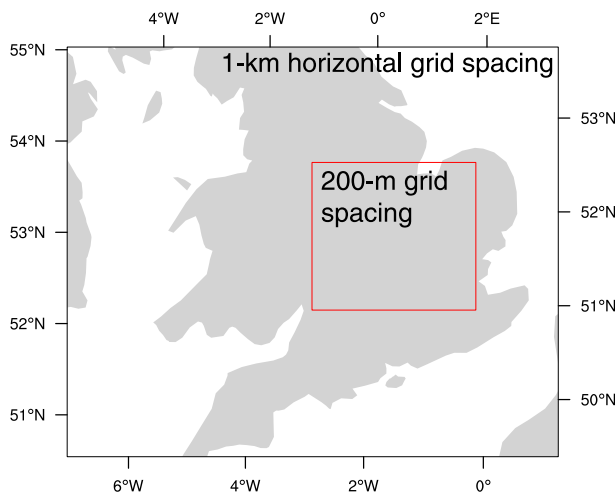 4°W 2°W 0° 2°E
55°N
1-km horizontal grid spacing
53°N
54°N
200-m grid
spacing
52°N
53°N
51°N
52°N
50°N
51°N
6°W 4°W 2°W 0°